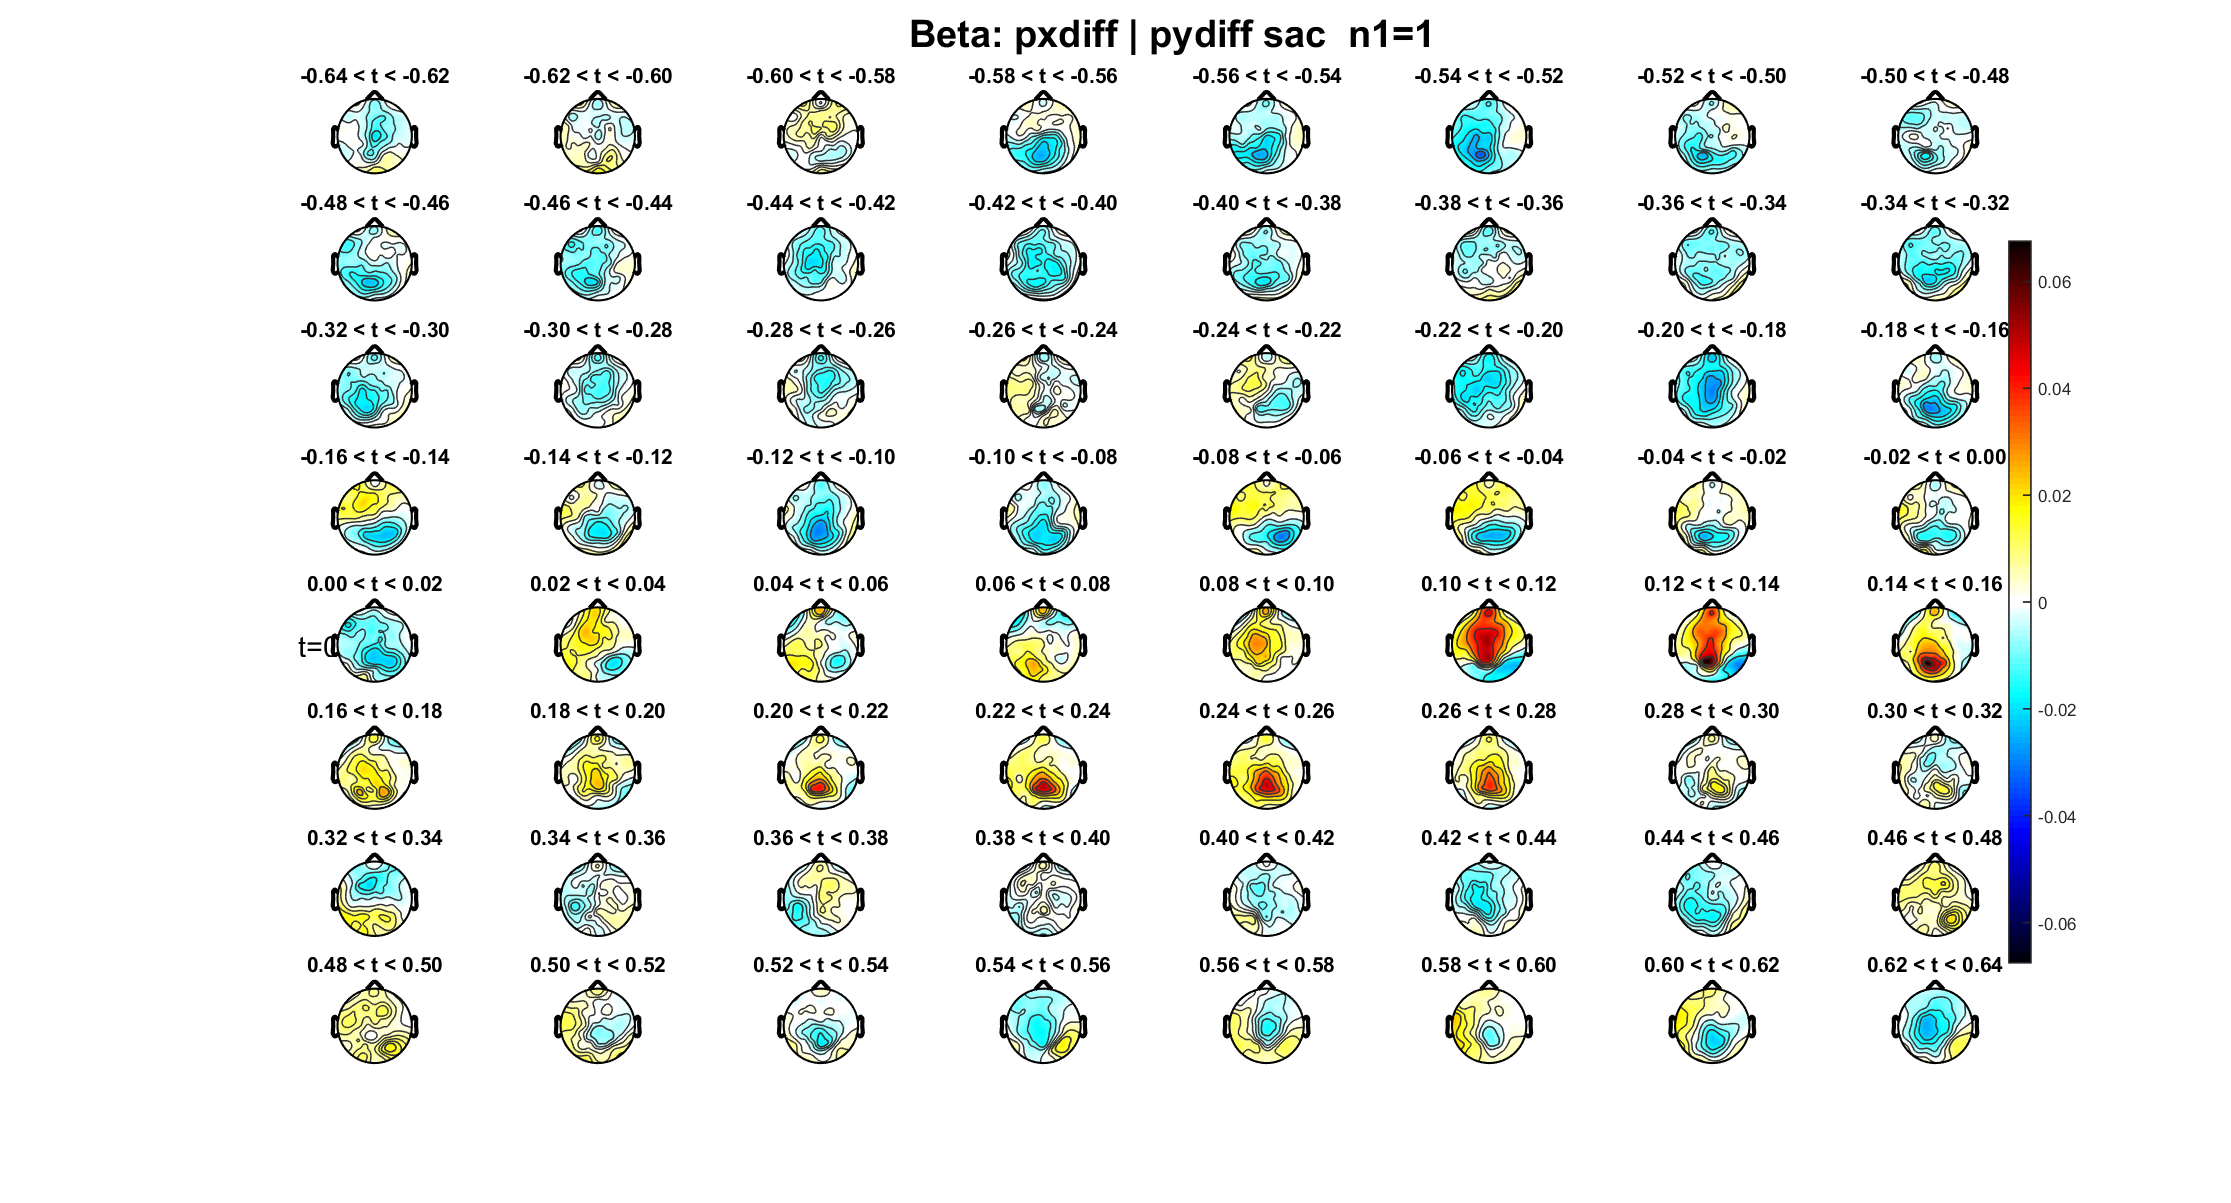 Beta: pxdiff | pydiff sac  n1=1
-0.64 < t < -0.62
-0.62 < t < -0.60
-0.60 < t < -0.58
-0.58 < t < -0.56
-0.56 < t < -0.54
-0.54 < t < -0.52
-0.52 < t < -0.50
-0.50 < t < -0.48
-0.48 < t < -0.46
-0.46 < t < -0.44
-0.44 < t < -0.42
-0.42 < t < -0.40
-0.40 < t < -0.38
-0.38 < t < -0.36
-0.36 < t < -0.34
-0.34 < t < -0.32
-0.32 < t < -0.30
-0.30 < t < -0.28
-0.28 < t < -0.26
-0.26 < t < -0.24
-0.24 < t < -0.22
-0.22 < t < -0.20
-0.20 < t < -0.18
-0.18 < t < -0.16
-0.16 < t < -0.14
-0.14 < t < -0.12
-0.12 < t < -0.10
-0.10 < t < -0.08
-0.08 < t < -0.06
-0.06 < t < -0.04
-0.04 < t < -0.02
-0.02 < t < 0.00
0.00 < t < 0.02
0.02 < t < 0.04
0.04 < t < 0.06
0.06 < t < 0.08
0.08 < t < 0.10
0.10 < t < 0.12
0.12 < t < 0.14
0.14 < t < 0.16
t=0
0.16 < t < 0.18
0.18 < t < 0.20
0.20 < t < 0.22
0.22 < t < 0.24
0.24 < t < 0.26
0.26 < t < 0.28
0.28 < t < 0.30
0.30 < t < 0.32
0.32 < t < 0.34
0.34 < t < 0.36
0.36 < t < 0.38
0.38 < t < 0.40
0.40 < t < 0.42
0.42 < t < 0.44
0.44 < t < 0.46
0.46 < t < 0.48
0.48 < t < 0.50
0.50 < t < 0.52
0.52 < t < 0.54
0.54 < t < 0.56
0.56 < t < 0.58
0.58 < t < 0.60
0.60 < t < 0.62
0.62 < t < 0.64
0.06
0.04
0.02
0
-0.02
-0.04
-0.06